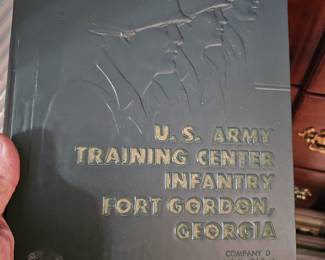 U.S. ARMY
TRAINING CENTER
INFANTRY
FORT GORDON,
GEORGIA
COMPANY D